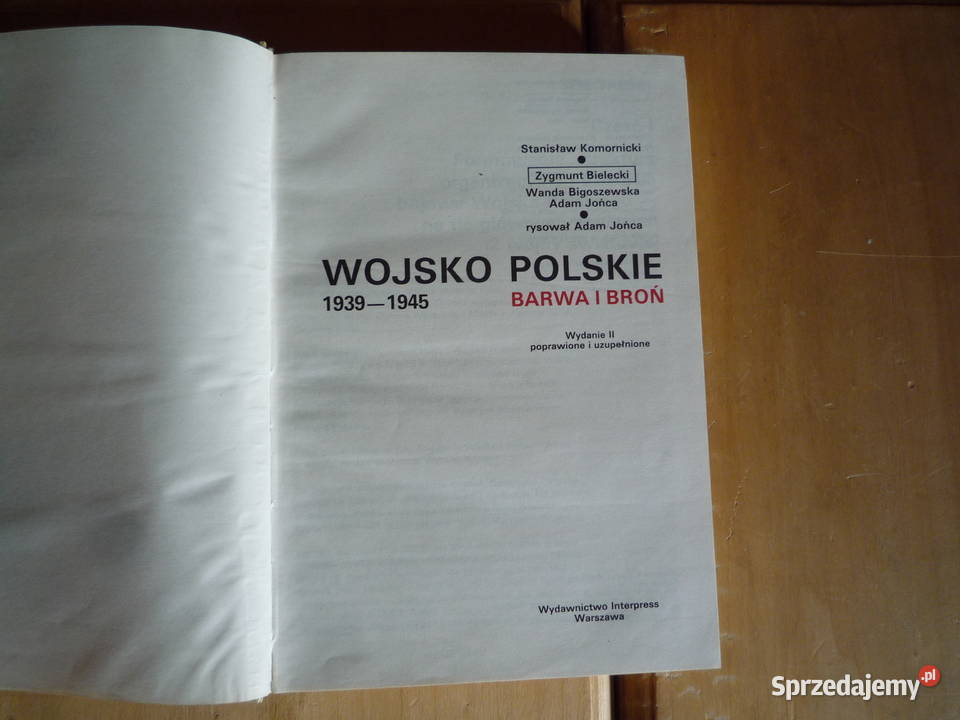 Stanisław Komornicki
Zygmunt Bielecki
Wanda Bigoszewska
Adam Jońca
rysował Adam Jońca
WOJSKO POLSKIE
1939—1945 BARWA I BROŃ
Wydanie II
poprawione i uzupełnione
Wydawnictwo Interpress
Warszawa
Sprzedajemy.pl